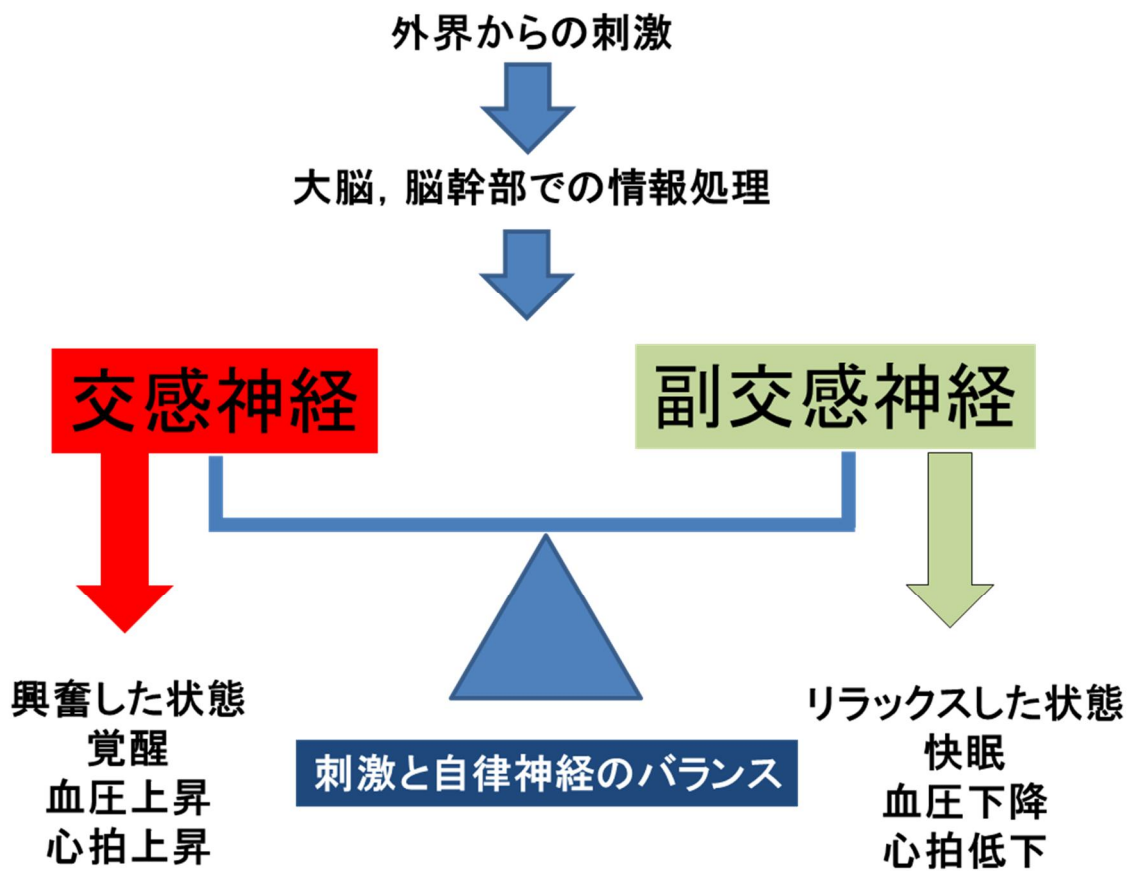 外界からの刺激
大脳，脳幹部での情報処理
交感神経
副交感神経
興奮した状態
覚醒
血圧上昇
心拍上昇
刺激と自律神経のバランス
リラックスした状態
快眠
血圧下降
心拍低下